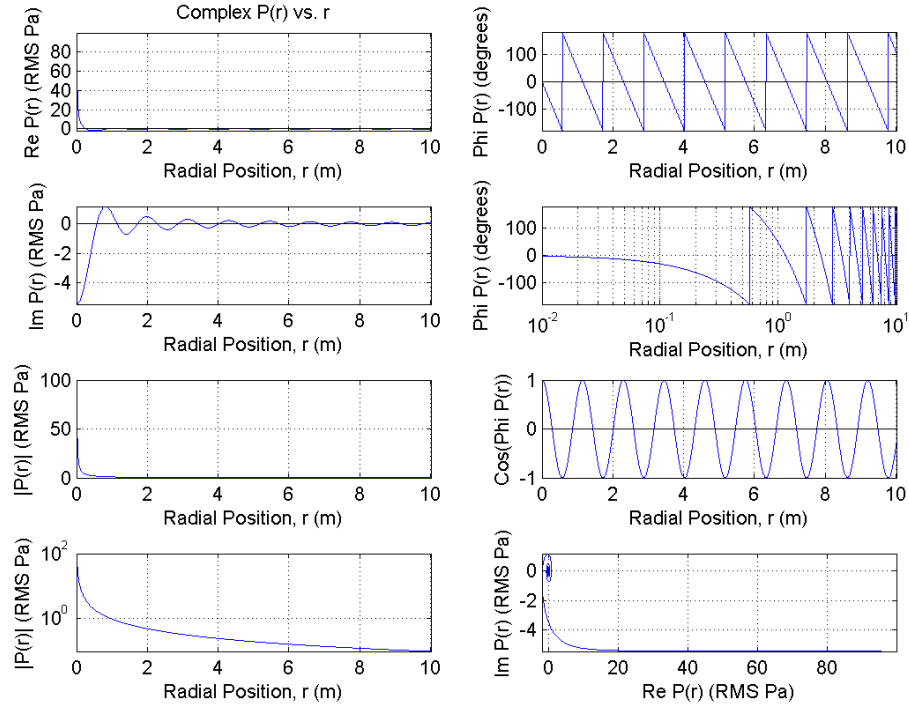 Complex P(r) vs. r
Re P(r) (RMS Pa)
80
60
40
20
0
0 2 4 6 8 10
Radial Position, r (m)
Phi P(r) (degrees)
100
0
-100
0 2 4 6 8 10
Radial Position, r (m)
Im P(r) (RMS Pa)
0
-2
-4
0 2 4 6 8 10
Radial Position, r (m)
Phi P(r) (degrees)
100
0
-100
10^-2 10^-1 10^0 10^1
Radial Position, r (m)
|P(r)| (RMS Pa)
100
50
0
0 2 4 6 8 10
Radial Position, r (m)
Cos(Phi P(r))
1
0
-1
0 2 4 6 8 10
Radial Position, r (m)
|P(r)| (RMS Pa)
10^2
10^0
0 2 4 6 8 10
Radial Position, r (m)
Im P(r) (RMS Pa)
0
-2
-4
0 20 40 60 80
Re P(r) (RMS Pa)